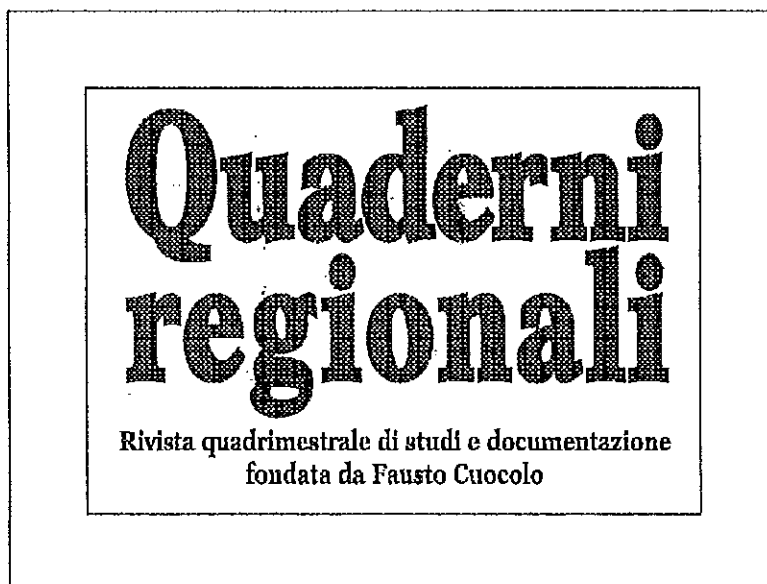 Quaderni
regionali
Rivista quadrimestrale di studi e documentazione
fondata da Fausto Cuocolo